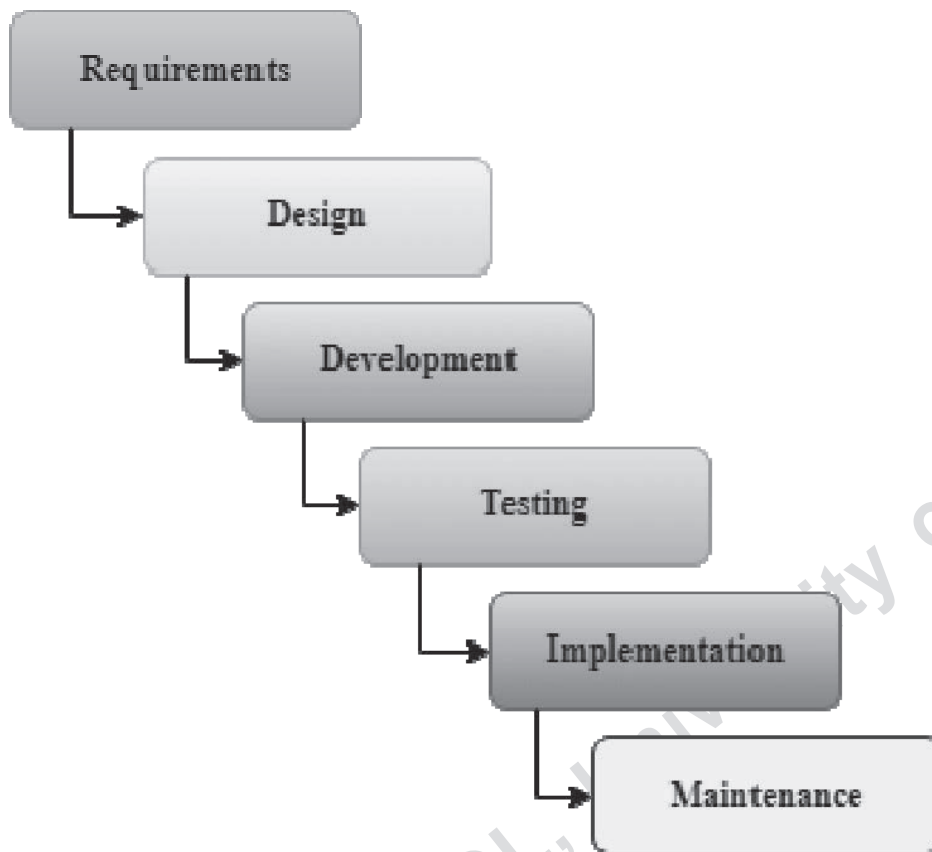 Requirements
Design
Development
Testing
Implementation
Maintenance